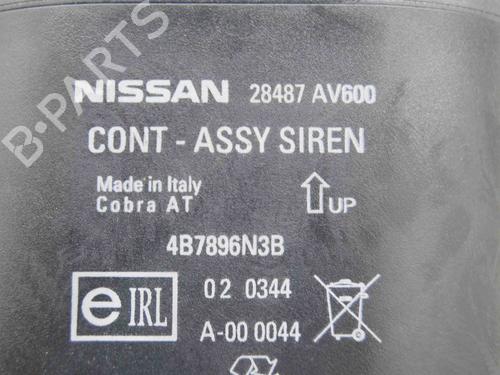 B-PARTS
NISSAN 28487 AV600
CONT - ASSY SIREN
Made in Italy
Cobra AT
UP
4B7896N3B
e IRL
02 0344
A-00 0044